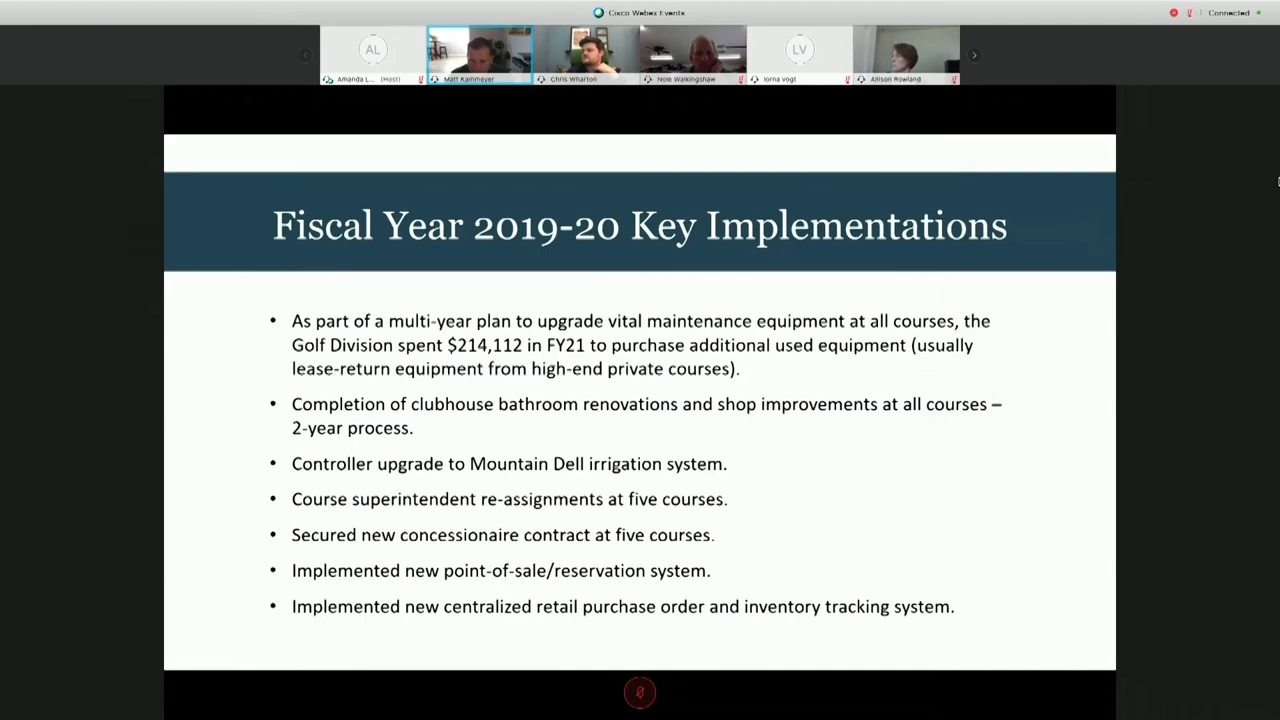 Cisco Webex Events
Connected
AL
LV
Amanda L... (Host)
Matt Kammeyer
Chris Wharton
Nole Walkingshaw
lorna vogt
Allison Rowland
Fiscal Year 2019-20 Key Implementations
• As part of a multi-year plan to upgrade vital maintenance equipment at all courses, the
Golf Division spent $214,112 in FY21 to purchase additional used equipment (usually
lease-return equipment from high-end private courses).
• Completion of clubhouse bathroom renovations and shop improvements at all courses –
2-year process.
• Controller upgrade to Mountain Dell irrigation system.
• Course superintendent re-assignments at five courses.
• Secured new concessionaire contract at five courses.
• Implemented new point-of-sale/reservation system.
• Implemented new centralized retail purchase order and inventory tracking system.